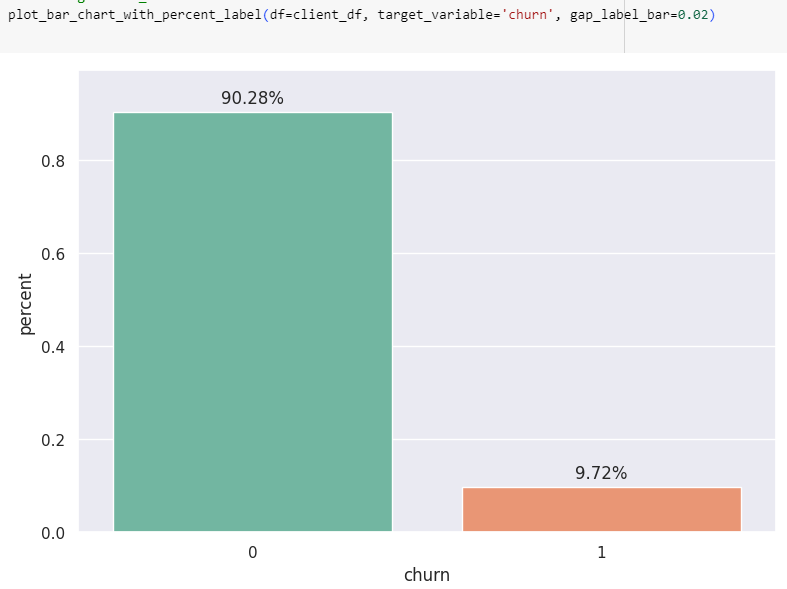 plot_bar_chart_with_percent_label(df=client_df, target_variable='churn', gap_label_bar=0.02)
90.28%
0.8
0.6
percent
0.4
0.2
9.72%
0.0
0 1
churn